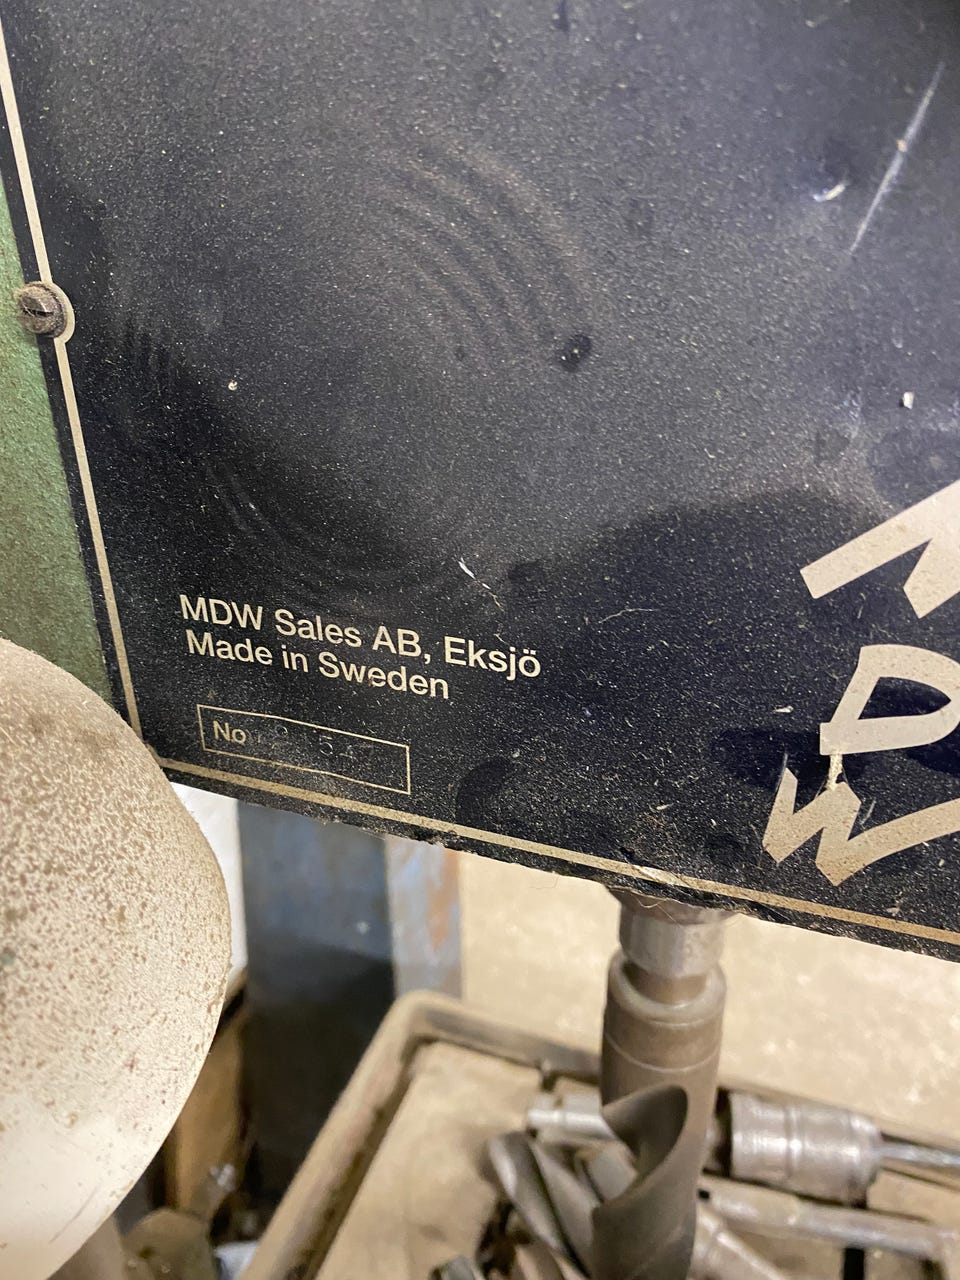 MDW Sales AB, Eksjö
Made in Sweden
No
M
D
W